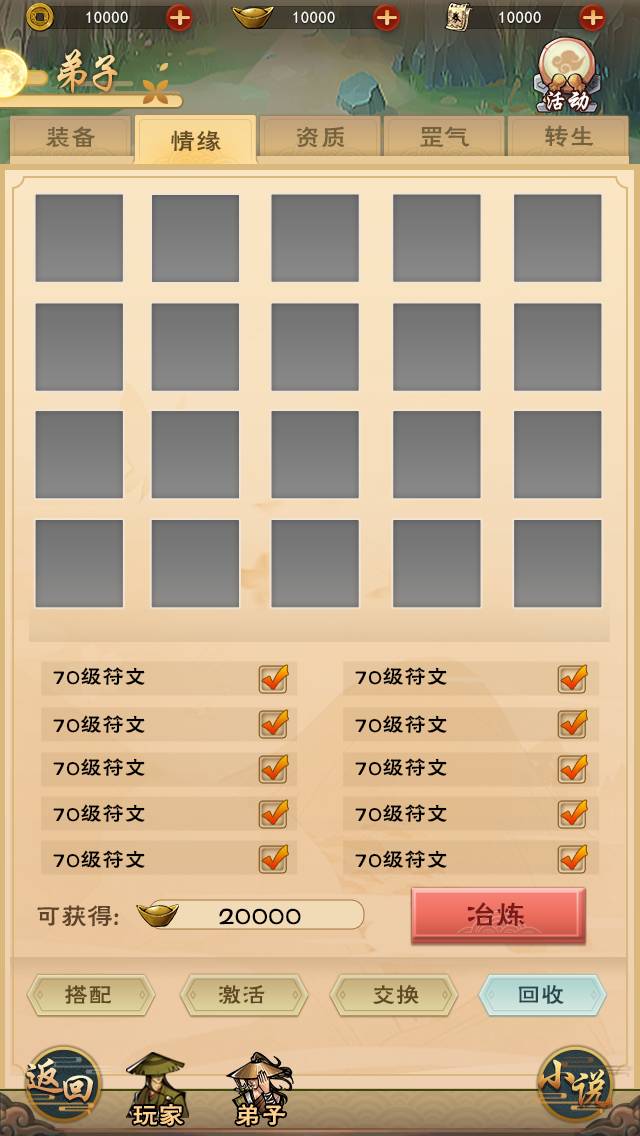 10000 10000 10000
弟子
活动
装备 情缘 资质 罡气 转生
70级符文 70级符文
70级符文 70级符文
70级符文 70级符文
70级符文 70级符文
70级符文 70级符文
可获得: 20000 冶炼
搭配 激活 交换 回收
返回 玩家 弟子 小说